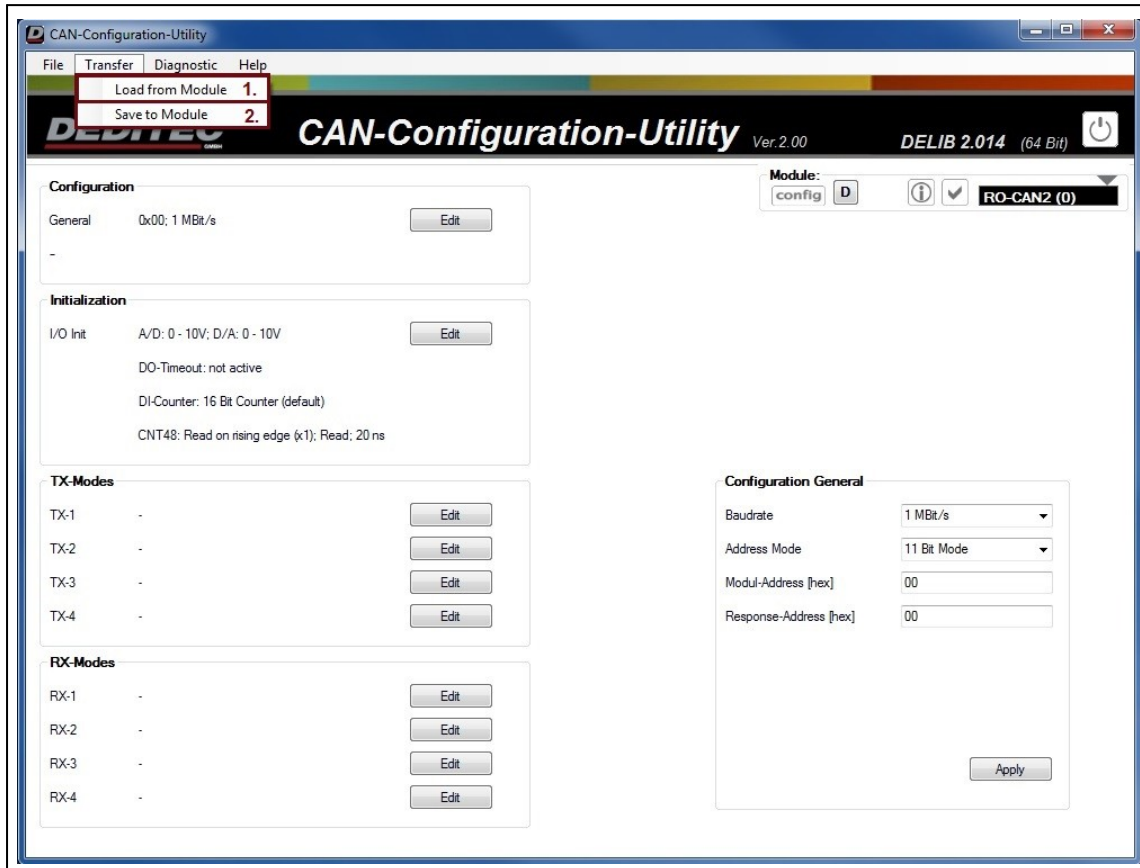 CAN-Configuration-Utility
File Transfer Diagnostic Help
Load from Module 1.
Save to Module 2.
DEDITEC GMBH
CAN-Configuration-Utility Ver.2.00 DELIB 2.014 (64 Bit)
Module:
config D RO-CAN2 (0)
Configuration
General 0x00; 1 MBit/s Edit
-
Initialization
I/O Init A/D: 0 - 10V; D/A: 0 - 10V Edit
DO-Timeout: not active
DI-Counter: 16 Bit Counter (default)
CNT48: Read on rising edge (x1); Read; 20 ns
TX-Modes
TX-1 - Edit
TX-2 - Edit
TX-3 - Edit
TX-4 - Edit
RX-Modes
RX-1 - Edit
RX-2 - Edit
RX-3 - Edit
RX-4 - Edit
Configuration General
Baudrate 1 MBit/s
Address Mode 11 Bit Mode
Modul-Address [hex] 00
Response-Address [hex] 00
Apply